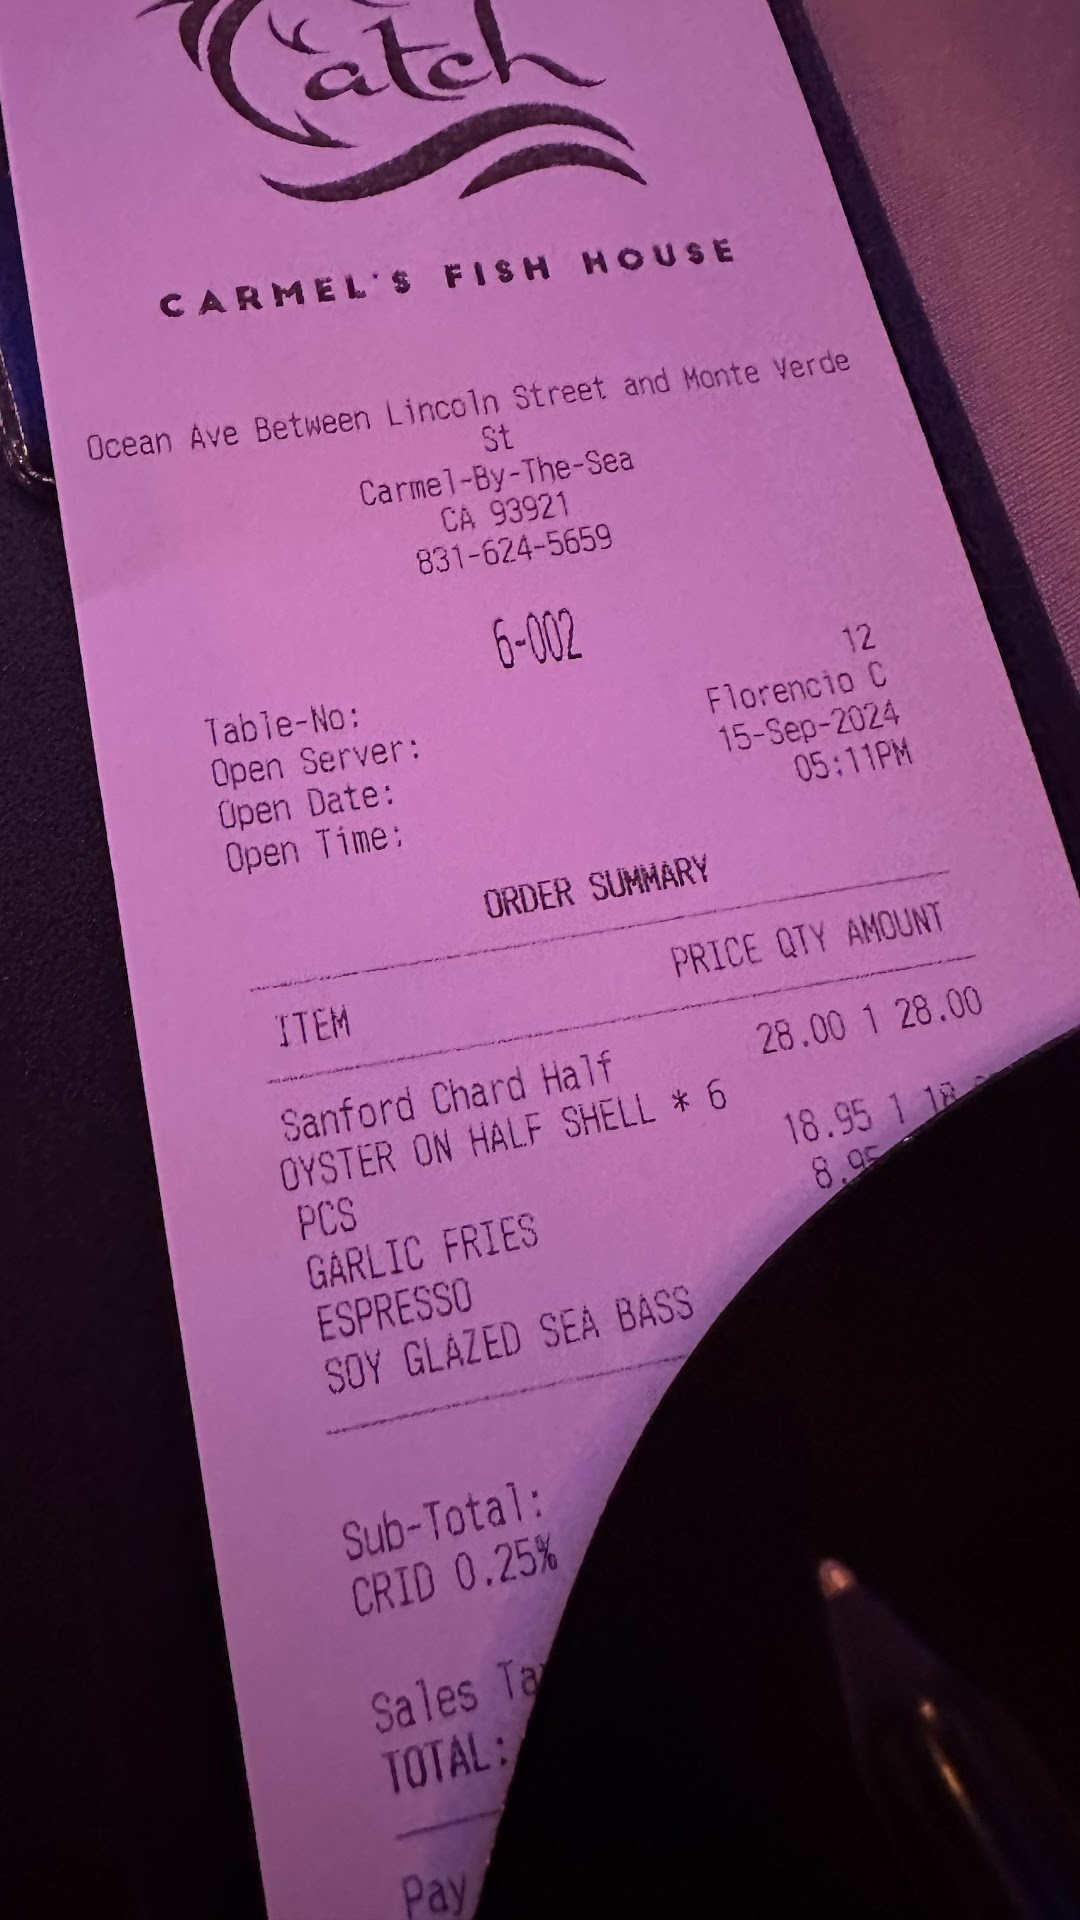 Catch
CARMEL'S FISH HOUSE
Ocean Ave Between Lincoln Street and Monte Verde
St
Carmel-By-The-Sea
CA 93921
831-624-5659
6-002
Table-No: 12
Open Server: Florencio C
Open Date: 15-Sep-2024
Open Time: 05:11PM
ORDER SUMMARY
ITEM PRICE QTY AMOUNT
Sanford Chard Half 28.00 1 28.00
OYSTER ON HALF SHELL * 6 18.95 1 18
PCS
GARLIC FRIES 8.95
ESPRESSO
SOY GLAZED SEA BASS
Sub-Total:
CRID 0.25%
Sales
TOTAL:
Pay